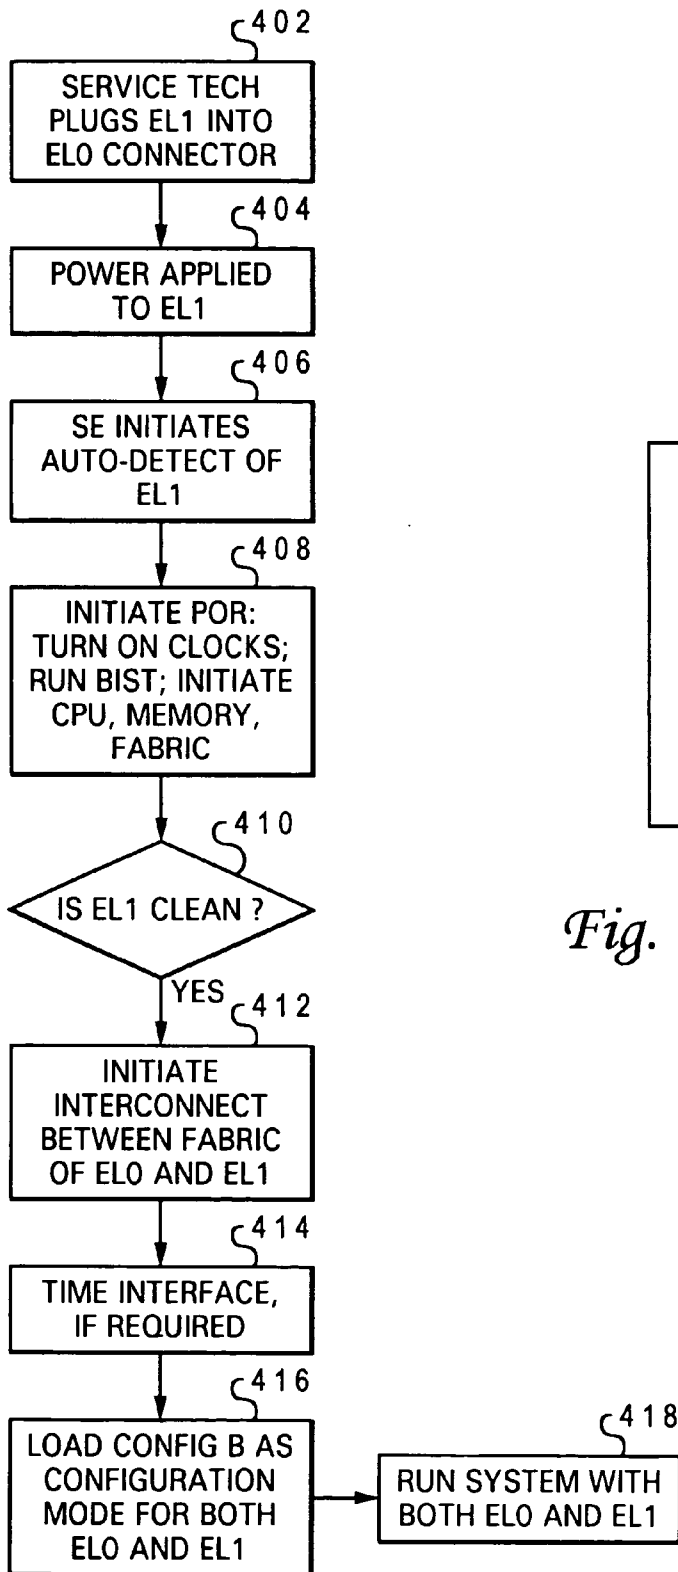 402
SERVICE TECH
PLUGS EL1 INTO
EL0 CONNECTOR
404
POWER APPLIED
TO EL1
406
SE INITIATES
AUTO-DETECT OF
EL1
408
INITIATE POR:
TURN ON CLOCKS;
RUN BIST; INITIATE
CPU, MEMORY,
FABRIC
410
IS EL1 CLEAN ?
YES
412
INITIATE
INTERCONNECT
BETWEEN FABRIC
OF EL0 AND EL1
414
TIME INTERFACE,
IF REQUIRED
416
LOAD CONFIG B AS
CONFIGURATION
MODE FOR BOTH
EL0 AND EL1
418
RUN SYSTEM WITH
BOTH EL0 AND EL1
Fig.